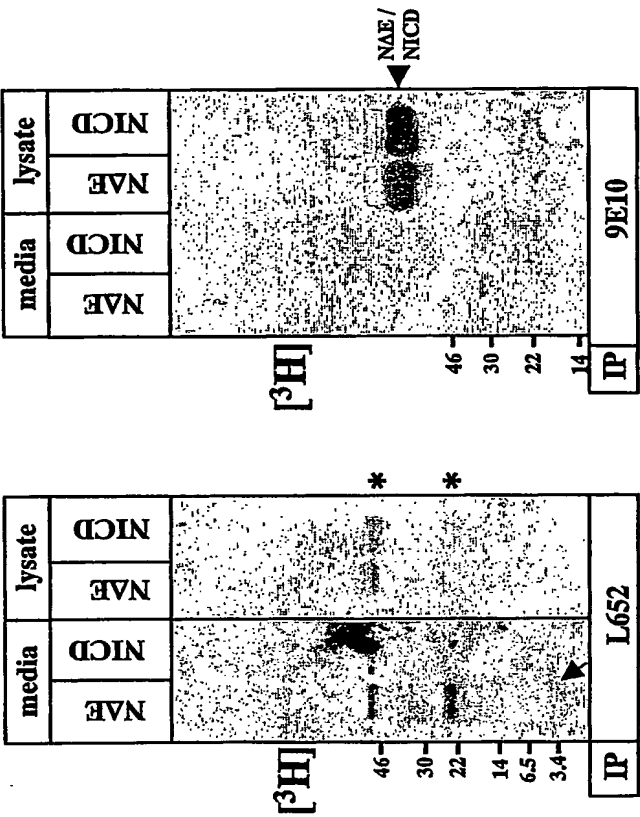 media lysate
NΔE NICD NΔE NICD
[³H]
46
30
22
14
6.5
3.4
*
*
IP L652
media lysate
NΔE NICD NΔE NICD
[³H]
46
30
22
14
NΔE /
NICD
IP 9E10